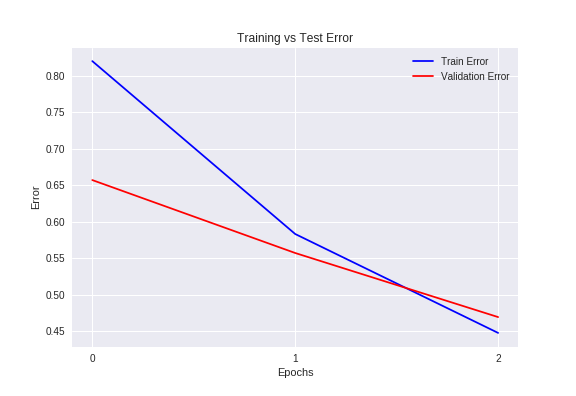 Training vs Test Error
Train Error
Validation Error
Error
0.80
0.75
0.70
0.65
0.60
0.55
0.50
0.45
0 1 2
Epochs